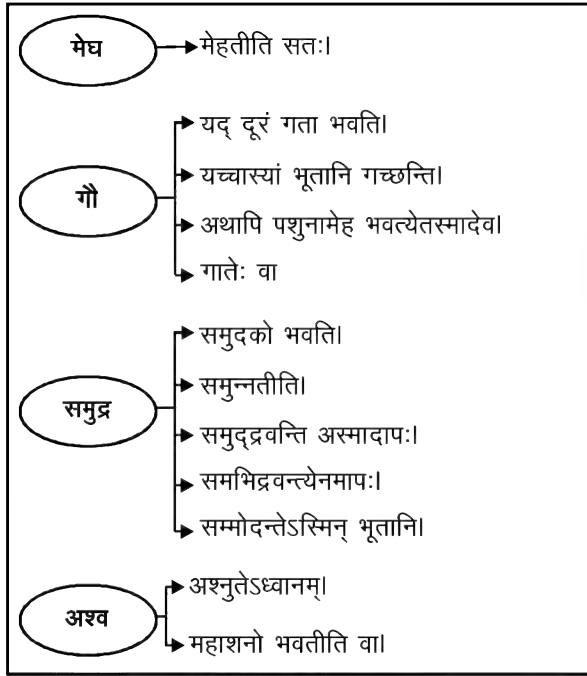 मेघ
मेहतीति सतः।
गौ
यद् दूरं गता भवति।
यच्चास्यां भूतानि गच्छन्ति।
अथापि पशुनामेह भवत्येतस्मादेव।
गातेः वा
समुद्र
समुदको भवति।
समुन्नतीति।
समुद्द्रवन्ति अस्मादापः।
समभिद्रवन्त्येनमापः।
सम्मोदन्तेऽस्मिन् भूतानि।
अश्व
अश्नुतेऽध्वानम्।
महाशनो भवतीति वा।